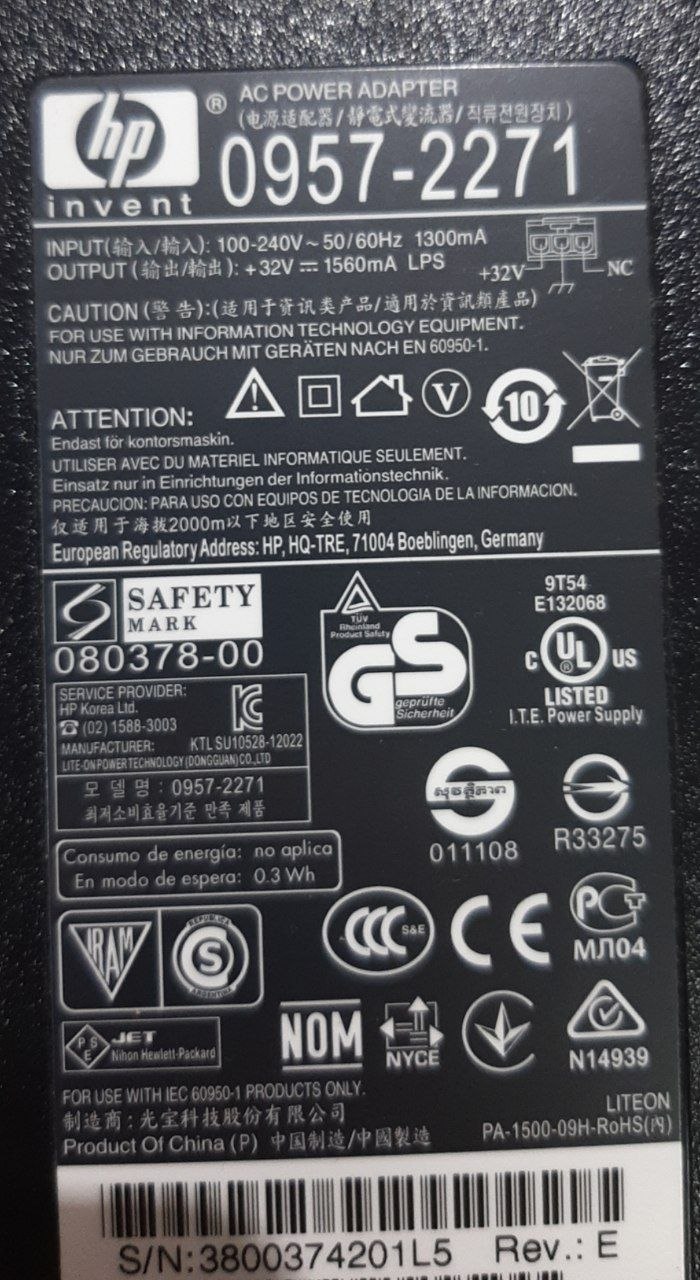 hp
invent
®
AC POWER ADAPTER
(电源适配器/靜電式變流器/직류전원장치)
0957-2271
INPUT(输入/輸入): 100-240V~50/60Hz 1300mA
OUTPUT(输出/輸出): +32V⎓1560mA LPS
+32V
NC
CAUTION(警 告):(适用于资讯类产品/適用於資訊類產品)
FOR USE WITH INFORMATION TECHNOLOGY EQUIPMENT.
NUR ZUM GEBRAUCH MIT GERÄTEN NACH EN 60950-1.
ATTENTION:
V
10
Endast för kontorsmaskin.
UTILISER AVEC DU MATERIEL INFORMATIQUE SEULEMENT.
Einsatz nur in Einrichtungen der Informationstechnik.
PRECAUCION: PARA USO CON EQUIPOS DE TECNOLOGIA DE LA INFORMACION.
仅适用于海拔2000m以下地区安全使用
European Regulatory Address: HP, HQ-TRE, 71004 Boeblingen, Germany
SAFETY
MARK
080378-00
TÜV
Rheinland
Product Safety
GS
geprüfte
Sicherheit
9T54
E132068
C UL US
®
LISTED
I.T.E. Power Supply
SERVICE PROVIDER:
HP Korea Ltd.
☎(02) 1588-3003
MANUFACTURER: KTL SU10528-12022
LITE-ON POWER TECHNOLOGY (DONGGUAN) CO.,LTD
모 델 명 : 0957-2271
최저소비효율기준 만족 제품
011108
R33275
Consumo de energía: no aplica
En modo de espera: 0.3 Wh
IRAM
REPUBLICA
S
ARGENTINA
CCC S&E
CE
РСТ
МЛ04
PSE
JET
Nihon Hewlett-Packard
NOM
NYCE
N14939
FOR USE WITH IEC 60950-1 PRODUCTS ONLY.
制造商:光宝科技股份有限公司
LITEON
Product Of China (P) 中国制造/中國製造
PA-1500-09H-RoHS(内)
S/N:3800374201L5 Rev.: E